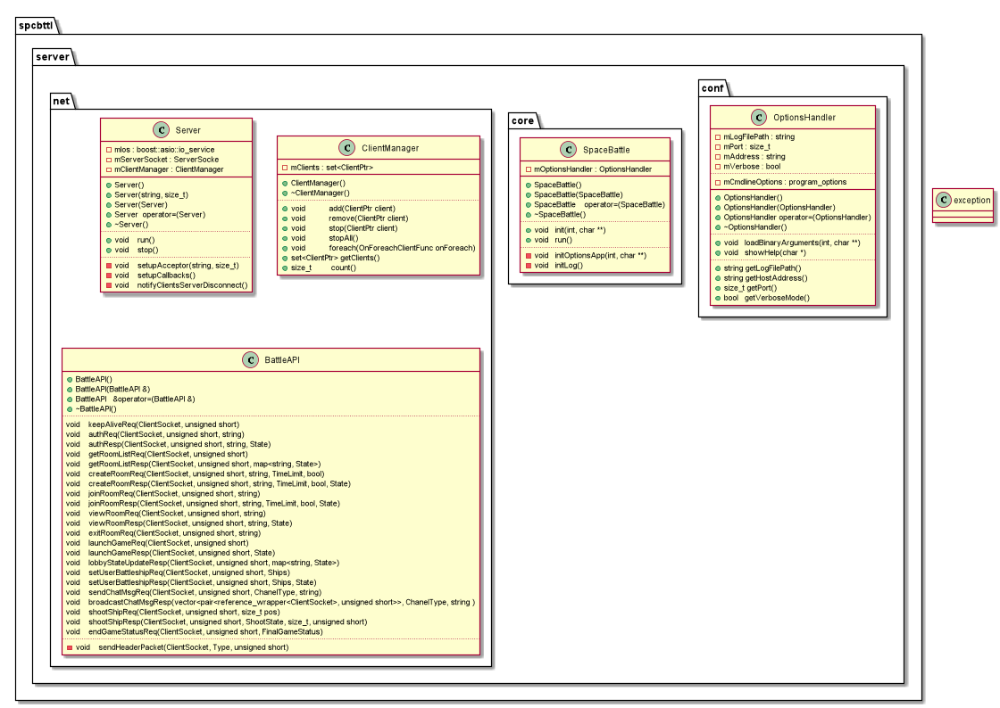 spcbttl
server
net
C Server
mIos : boost::asio::io_service
mServerSocket : ServerSocke
mClientManager : ClientManager
Server()
Server(string, size_t)
Server(Server)
Server operator=(Server)
~Server()
void run()
void stop()
void setupAcceptor(string, size_t)
void setupCallbacks()
void notifyClientsServerDisconnect()
C ClientManager
mClients : set<ClientPtr>
ClientManager()
~ClientManager()
void add(ClientPtr client)
void remove(ClientPtr client)
void stop(ClientPtr client)
void stopAll()
void foreach(OnForeachClientFunc onForeach)
set<ClientPtr> getClients()
size_t count()
C BattleAPI
BattleAPI()
BattleAPI(BattleAPI &)
BattleAPI &operator=(BattleAPI &)
~BattleAPI()
void keepAliveReq(ClientSocket, unsigned short)
void authReq(ClientSocket, unsigned short, string)
void authResp(ClientSocket, unsigned short, string, State)
void getRoomListReq(ClientSocket, unsigned short)
void getRoomListResp(ClientSocket, unsigned short, map<string, State>)
void createRoomReq(ClientSocket, unsigned short, string, TimeLimit, bool)
void createRoomResp(ClientSocket, unsigned short, string, TimeLimit, bool, State)
void joinRoomReq(ClientSocket, unsigned short, string)
void joinRoomResp(ClientSocket, unsigned short, string, TimeLimit, bool, State)
void viewRoomReq(ClientSocket, unsigned short, string)
void viewRoomResp(ClientSocket, unsigned short, string, State)
void exitRoomReq(ClientSocket, unsigned short, string)
void launchGameReq(ClientSocket, unsigned short)
void launchGameResp(ClientSocket, unsigned short, State)
void lobbyStateUpdateResp(ClientSocket, unsigned short, map<string, State>)
void setUserBattleshipReq(ClientSocket, unsigned short, Ships)
void setUserBattleshipResp(ClientSocket, unsigned short, Ships, State)
void sendChatMsgReq(ClientSocket, unsigned short, ChanelType, string)
void broadcastChatMsgResp(vector<pair<reference_wrapper<ClientSocket>, unsigned short>>, ChanelType, string )
void shootShipReq(ClientSocket, unsigned short, size_t pos)
void shootShipResp(ClientSocket, unsigned short, ShootState, size_t, unsigned short)
void endGameStatusReq(ClientSocket, unsigned short, FinalGameStatus)
void sendHeaderPacket(ClientSocket, Type, unsigned short)
core
C SpaceBattle
mOptionsHandler : OptionsHandler
SpaceBattle()
SpaceBattle(SpaceBattle)
SpaceBattle operator=(SpaceBattle)
~SpaceBattle()
void init(int, char **)
void run()
void initOptionsApp(int, char **)
void initLog()
conf
C OptionsHandler
mLogFilePath : string
mPort : size_t
mAddress : string
mVerbose : bool
mCmdlineOptions : program_options
OptionsHandler()
OptionsHandler(OptionsHandler)
OptionsHandler operator=(OptionsHandler)
~OptionsHandler()
void loadBinaryArguments(int, char **)
void showHelp(char *)
string getLogFilePath()
string getHostAddress()
size_t getPort()
bool getVerboseMode()
C exception